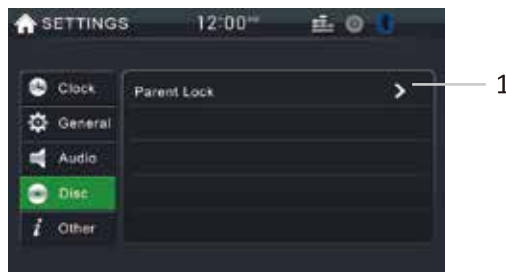 SETTINGS 12:00
Clock
Parent Lock
1
General
Audio
Disc
Other